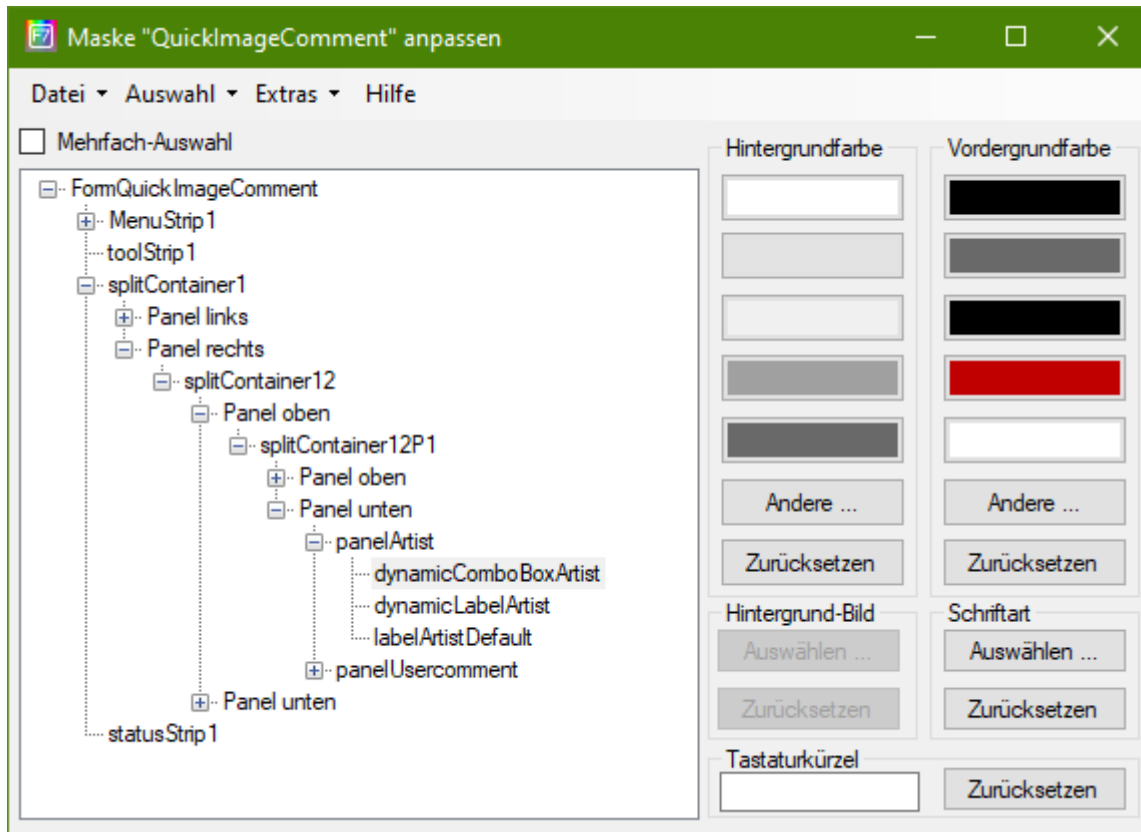 Maske "QuickImageComment" anpassen
Datei Auswahl Extras Hilfe
Mehrfach-Auswahl
FormQuickImageComment
MenuStrip1
toolStrip1
splitContainer1
Panel links
Panel rechts
splitContainer12
Panel oben
splitContainer12P1
Panel oben
Panel unten
panelArtist
dynamicComboBoxArtist
dynamicLabelArtist
labelArtistDefault
panelUsercomment
Panel unten
statusStrip1
Hintergrundfarbe
Andere ...
Zurücksetzen
Vordergrundfarbe
Andere ...
Zurücksetzen
Hintergrund-Bild
Auswählen ...
Zurücksetzen
Schriftart
Auswählen ...
Zurücksetzen
Tastaturkürzel
Zurücksetzen